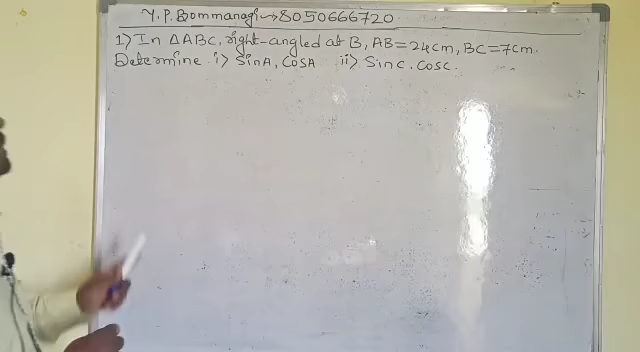 Y.P.Bommanagi→8050666720
1) In ΔABC, right-angled at B, AB=24cm, BC=7cm.
Determine i) SinA, CosA ii) SinC, CosC.